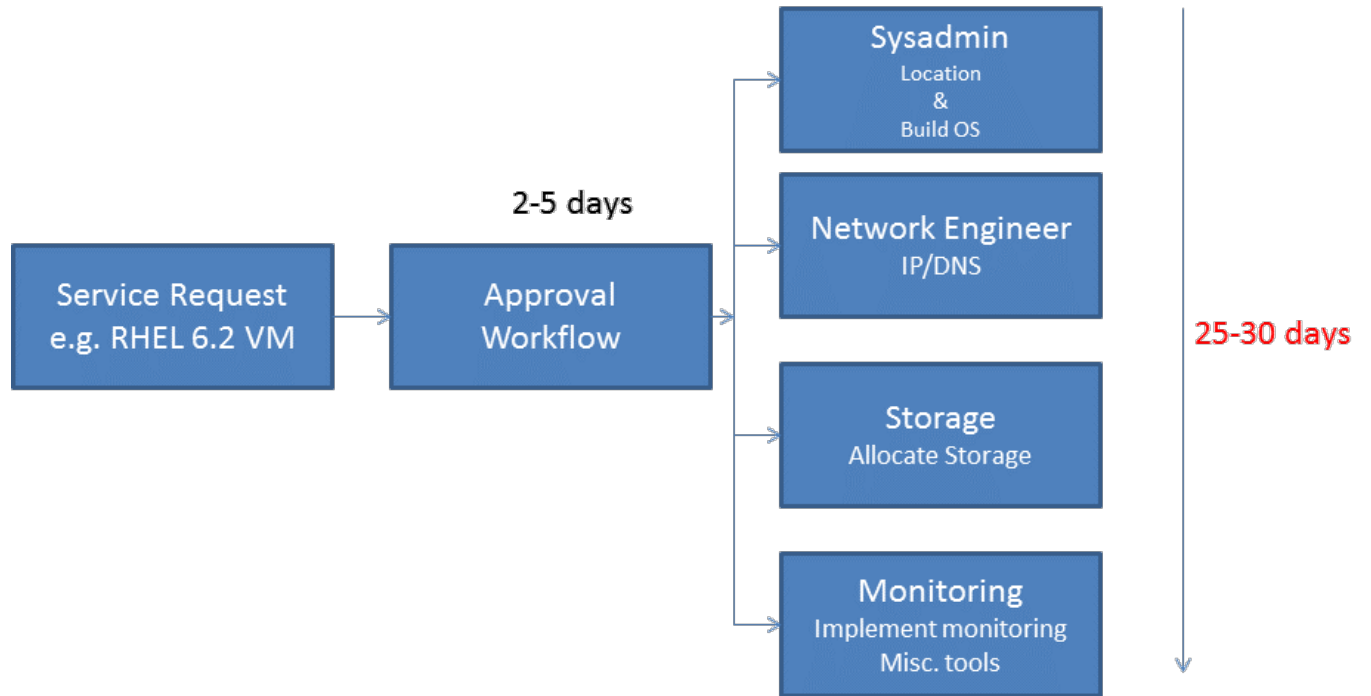 Service Request
e.g. RHEL 6.2 VM
2-5 days
Approval
Workflow
Sysadmin
Location
&
Build OS
Network Engineer
IP/DNS
Storage
Allocate Storage
Monitoring
Implement monitoring
Misc. tools
25-30 days